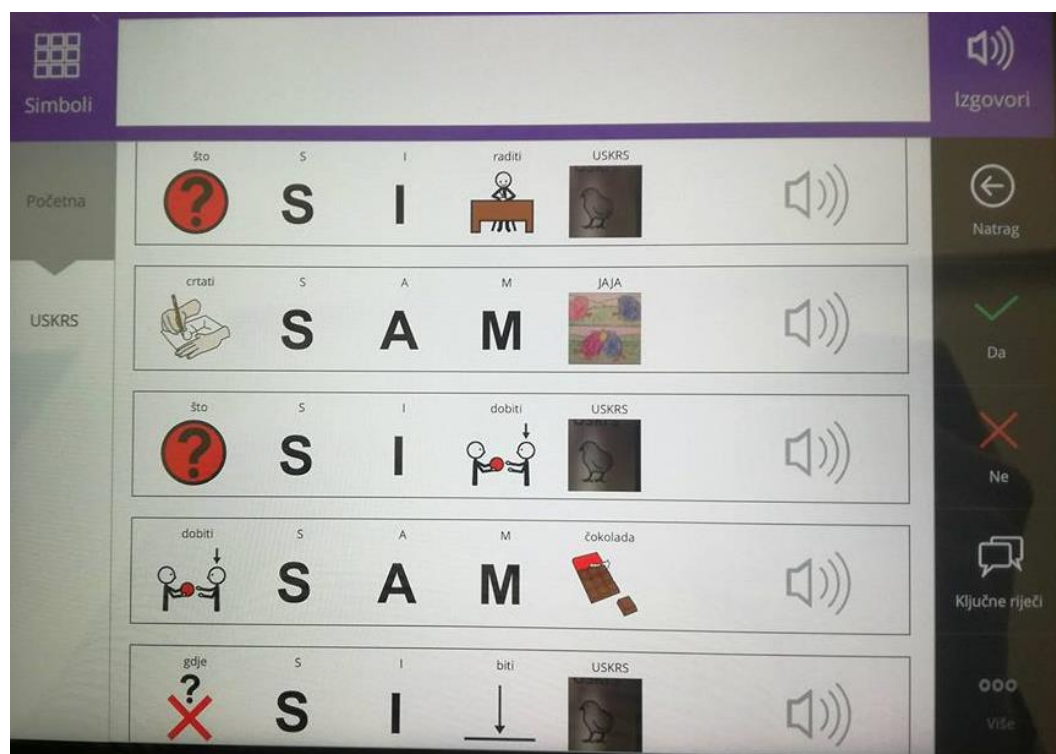 Simboli
Izgovori
Početna
USKRS
što S I raditi USKRS
? S I
crtati S A M JAJA
S A M
što S I dobiti USKRS
? S I
dobiti S A M čokolada
S A M
gdje S I biti USKRS
? S I
Natrag
Da
Ne
Ključne riječi
Više